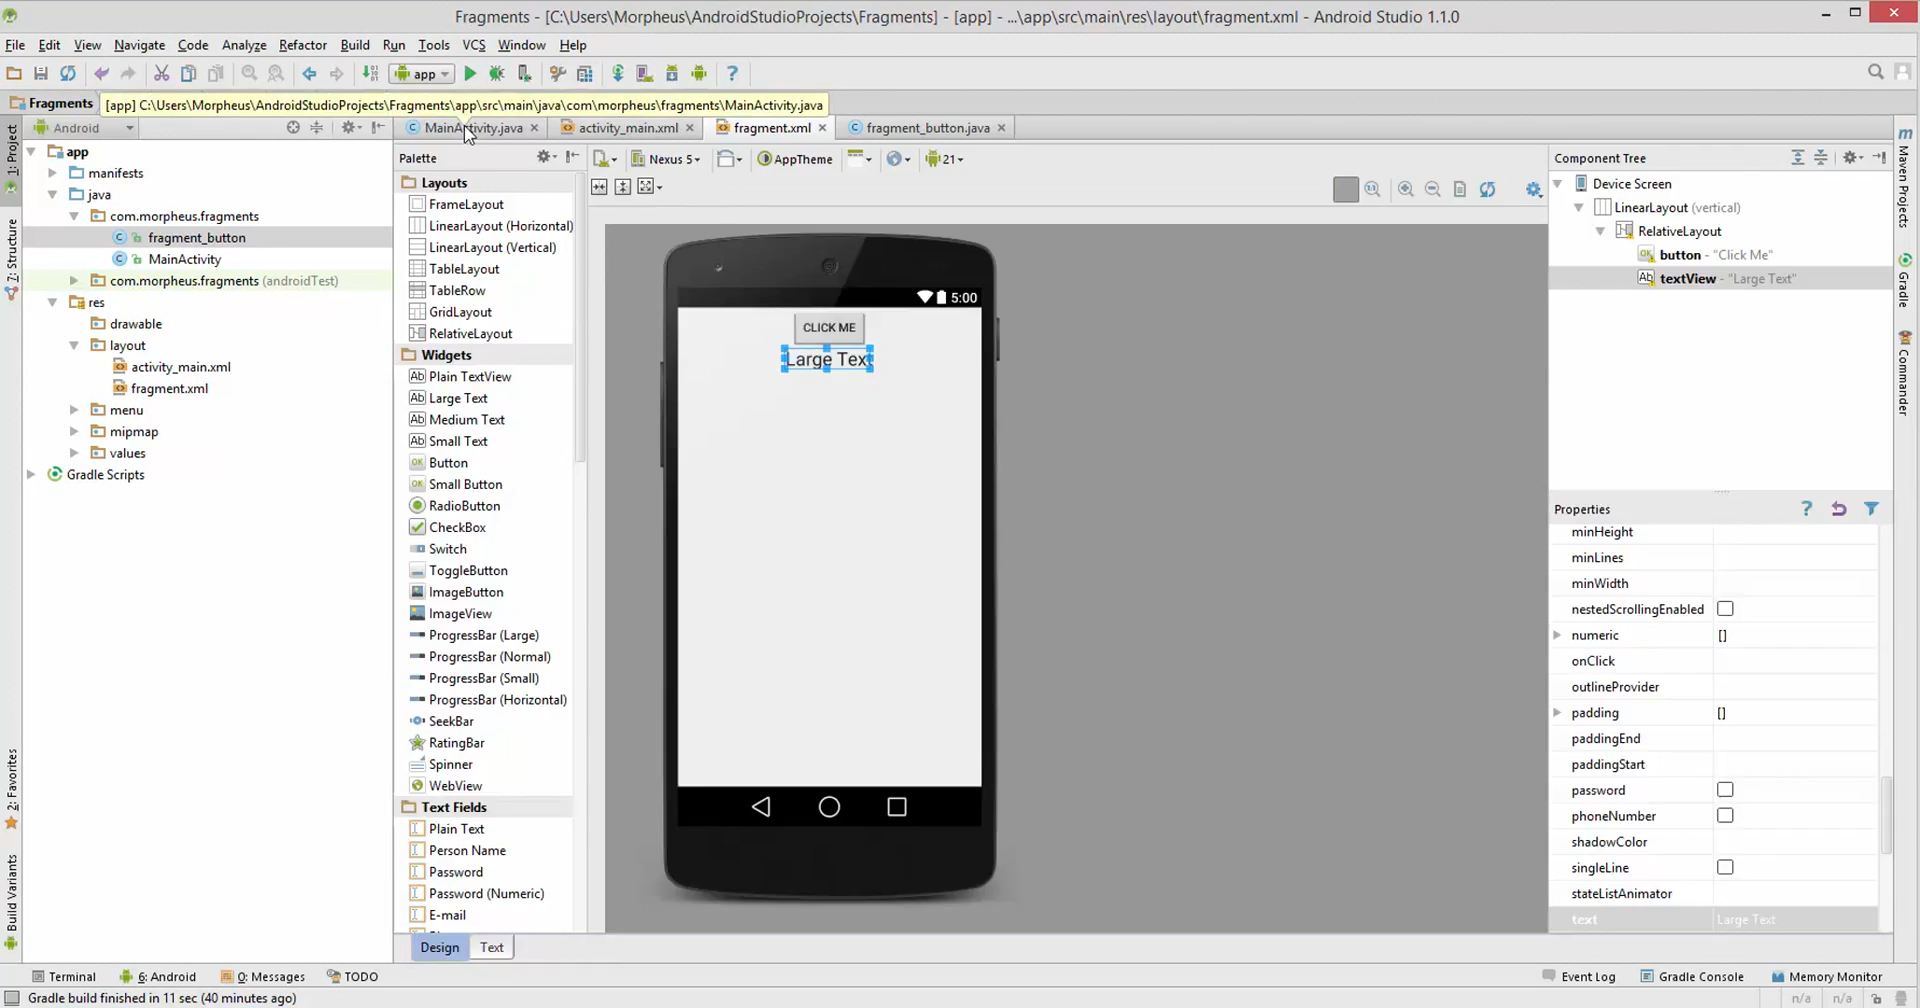 Fragments - [C:\Users\Morpheus\AndroidStudioProjects\Fragments] - [app] - ...\app\src\main\res\layout\fragment.xml - Android Studio 1.1.0
File Edit View Navigate Code Analyze Refactor Build Run Tools VCS Window Help
app
Fragments
[app] C:\Users\Morpheus\AndroidStudioProjects\Fragments\app\src\main\java\com\morpheus\fragments\MainActivity.java
Android
MainActivity.java
activity_main.xml
fragment.xml
fragment_button.java
1: Project
7: Structure
2: Favorites
Build Variants
app
manifests
java
com.morpheus.fragments
fragment_button
MainActivity
com.morpheus.fragments (androidTest)
res
drawable
layout
activity_main.xml
fragment.xml
menu
mipmap
values
Gradle Scripts
Palette
Layouts
FrameLayout
LinearLayout (Horizontal)
LinearLayout (Vertical)
TableLayout
TableRow
GridLayout
RelativeLayout
Widgets
Ab Plain TextView
Ab Large Text
Ab Medium Text
Ab Small Text
OK Button
OK Small Button
RadioButton
CheckBox
Switch
ToggleButton
ImageButton
ImageView
ProgressBar (Large)
ProgressBar (Normal)
ProgressBar (Small)
ProgressBar (Horizontal)
SeekBar
RatingBar
Spinner
WebView
Text Fields
Plain Text
Person Name
Password
Password (Numeric)
E-mail
Design Text
Nexus 5
AppTheme
21
5:00
CLICK ME
Large Text
Component Tree
Device Screen
LinearLayout (vertical)
RelativeLayout
OK button - "Click Me"
Ab textView - "Large Text"
Properties
?
minHeight
minLines
minWidth
nestedScrollingEnabled
numeric []
onClick
outlineProvider
padding []
paddingEnd
paddingStart
password
phoneNumber
shadowColor
singleLine
stateListAnimator
text Large Text
m Maven Projects
Gradle
Commander
Terminal
6: Android
0: Messages
TODO
Event Log
Gradle Console
Memory Monitor
Gradle build finished in 11 sec (40 minutes ago)
n/a n/a